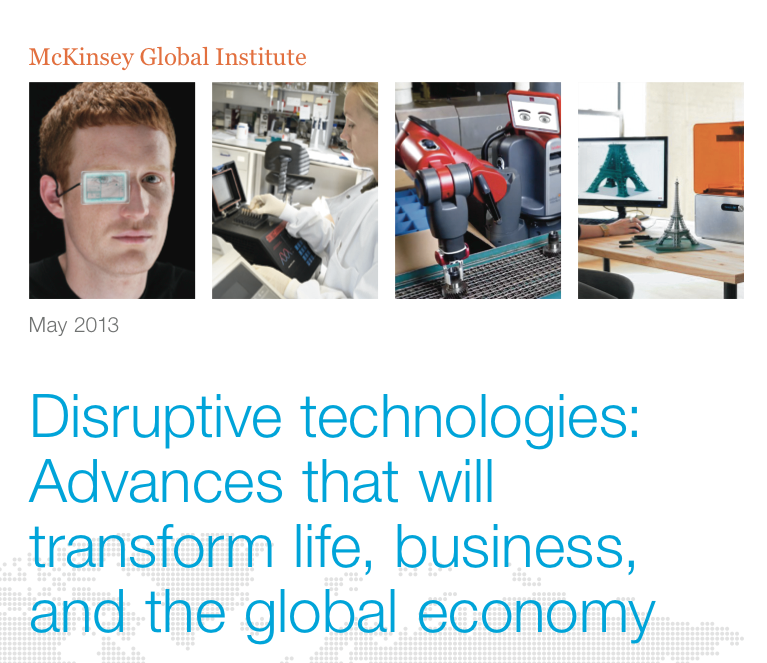 McKinsey Global Institute
May 2013
Disruptive technologies:
Advances that will
transform life, business,
and the global economy